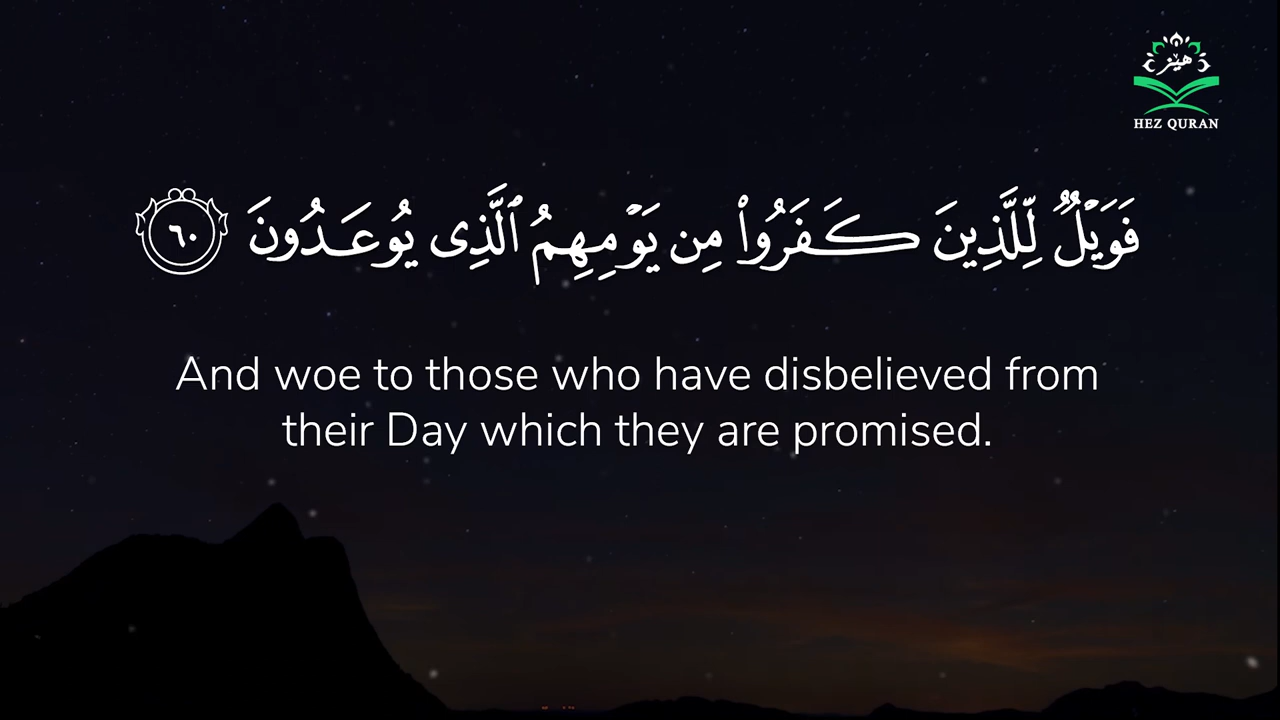 هێز
HEZ QURAN
فَوَيْلٌ لِّلَّذِينَ كَفَرُوا۟ مِن يَوْمِهِمُ ٱلَّذِى يُوعَدُونَ ٦٠
And woe to those who have disbelieved from
their Day which they are promised.